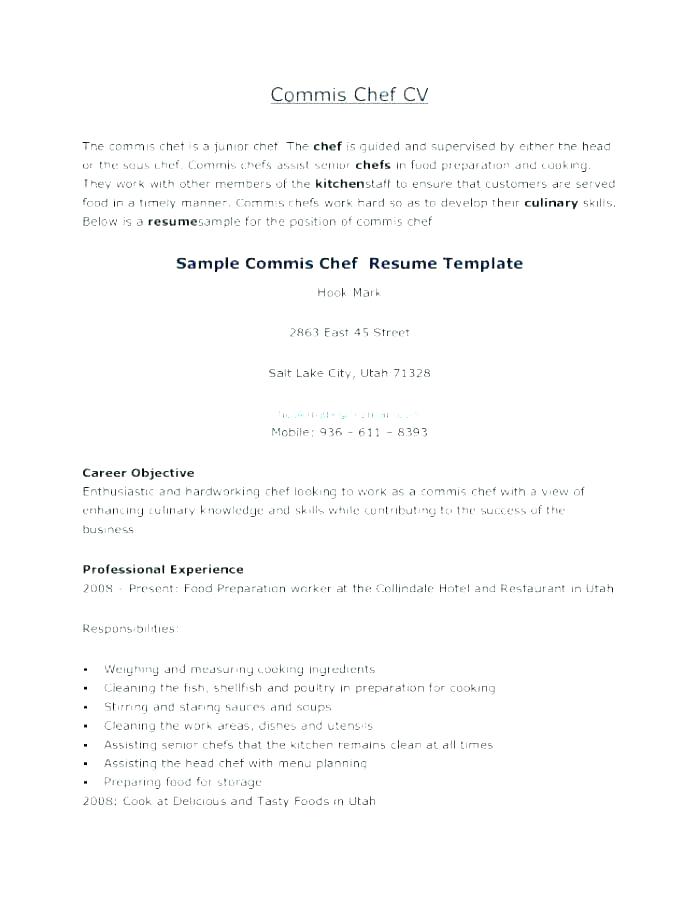 Commis Chef CV
The commis chef is a junior chef. The chef is guided and supervised by either the head
or the sous chef. Commis chefs assist senior chefs in food preparation and cooking.
They work with other members of the kitchenstaff to ensure that customers are served
food in a timely manner. Commis chefs work hard so as to develop their culinary skills.
Below is a resumesample for the position of commis chef
Sample Commis Chef Resume Template
Hook Mark
2863 East 45 Street
Salt Lake City, Utah 71328
Mobile: 936 – 611 – 8393
Career Objective
Enthusiastic and hardworking chef looking to work as a commis chef with a view of
enhancing culinary knowledge and skills while contributing to the success of the
business
Professional Experience
2008 - Present: Food Preparation worker at the Collindale Hotel and Restaurant in Utah
Responsibilities:
▪ Weighing and measuring cooking ingredients
▪ Cleaning the fish, shellfish and poultry in preparation for cooking
▪ Stirring and staring sauces and soups
▪ Cleaning the work areas, dishes and utensils
▪ Assisting senior chefs that the kitchen remains clean at all times
▪ Assisting the head chef with menu planning
▪ Preparing food for storage
2008: Cook at Delicious and Tasty Foods in Utah